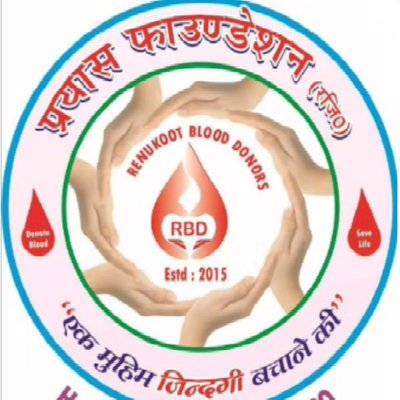 प्रयास फाउण्डेशन (रजि०)
RENUKOOT BLOOD DONORS
RBD
Estd : 2015
Donate
Blood
Save
Life
“एक मुहिम जिन्दगी बचाने की”